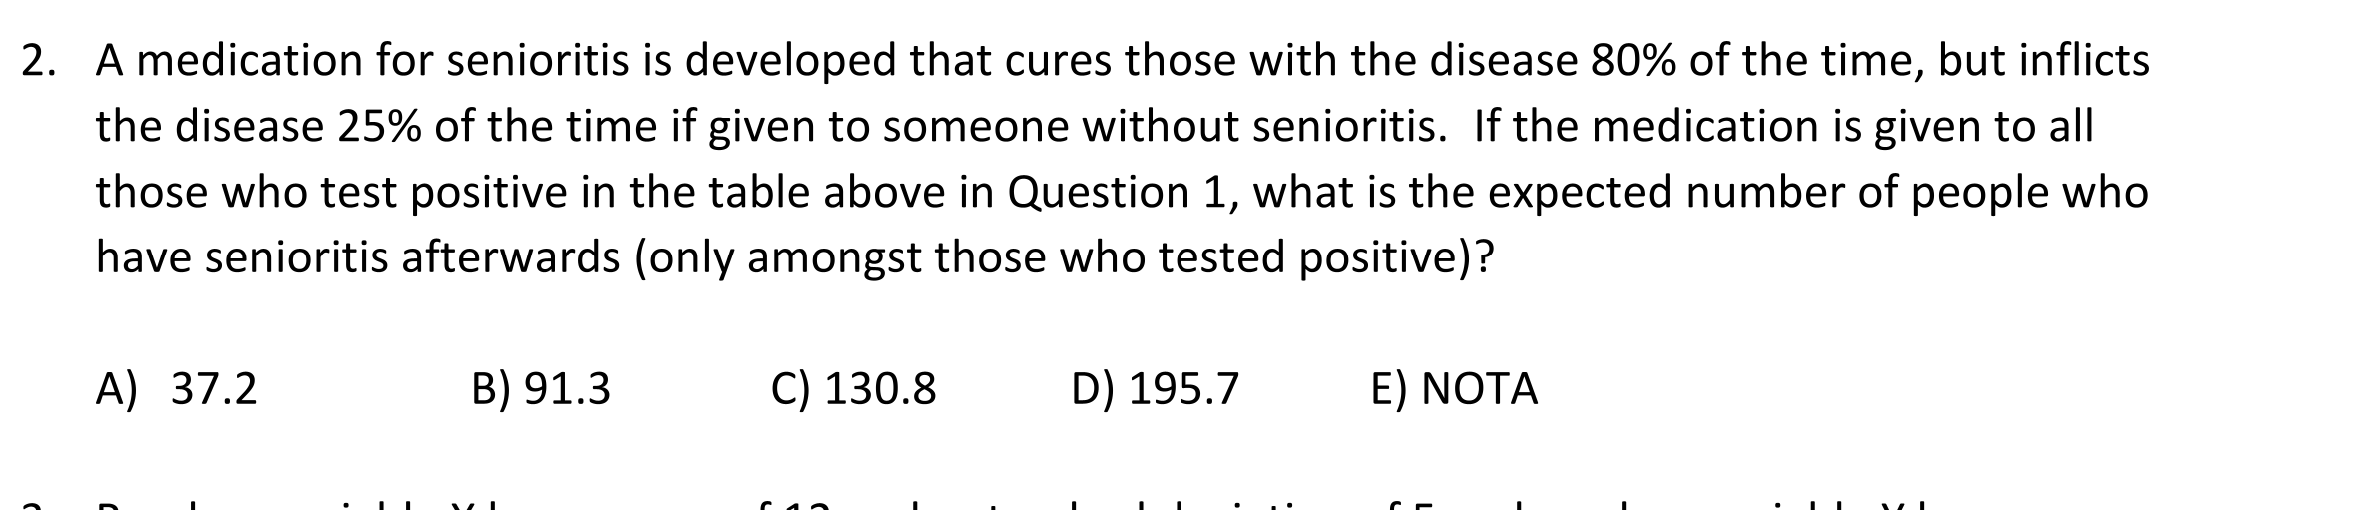 2. A medication for senioritis is developed that cures those with the disease 80% of the time, but inflicts
the disease 25% of the time if given to someone without senioritis.  If the medication is given to all
those who test positive in the table above in Question 1, what is the expected number of people who
have senioritis afterwards (only amongst those who tested positive)?
A) 37.2 B) 91.3 C) 130.8 D) 195.7 E) NOTA